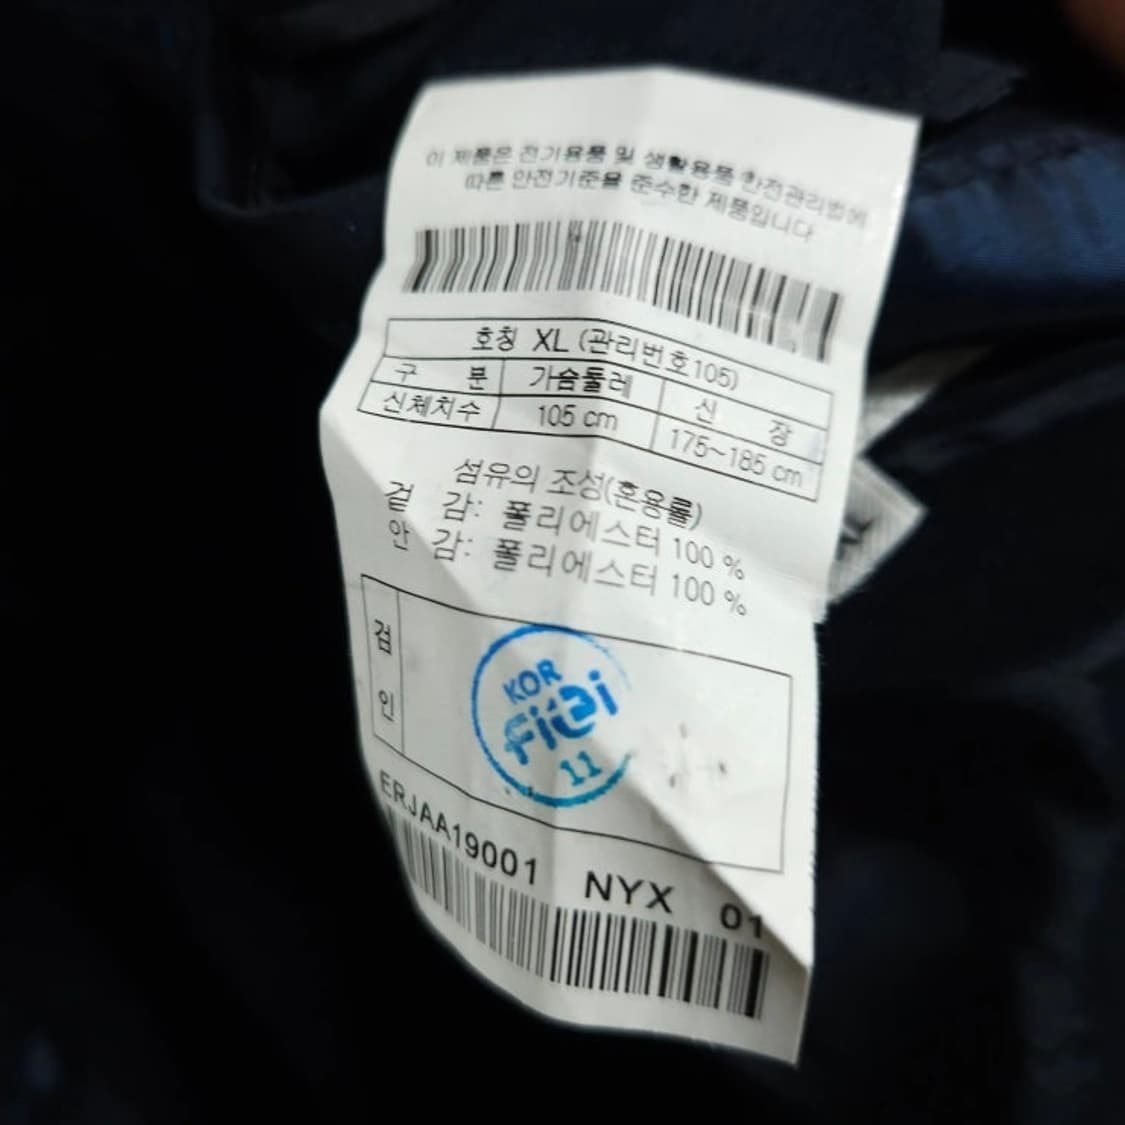 이 제품은 전기용품 및 생활용품 안전관리법에
따른 안전기준을 준수한 제품입니다
호칭 XL (관리번호105)
구 분 가슴둘레 신 장
신체치수 105 cm 175~185 cm
섬유의 조성(혼용률)
겉 감: 폴리에스터 100 %
안 감: 폴리에스터 100 %
검인
KOR
FiTi
11
ERJAA19001 NYX 01